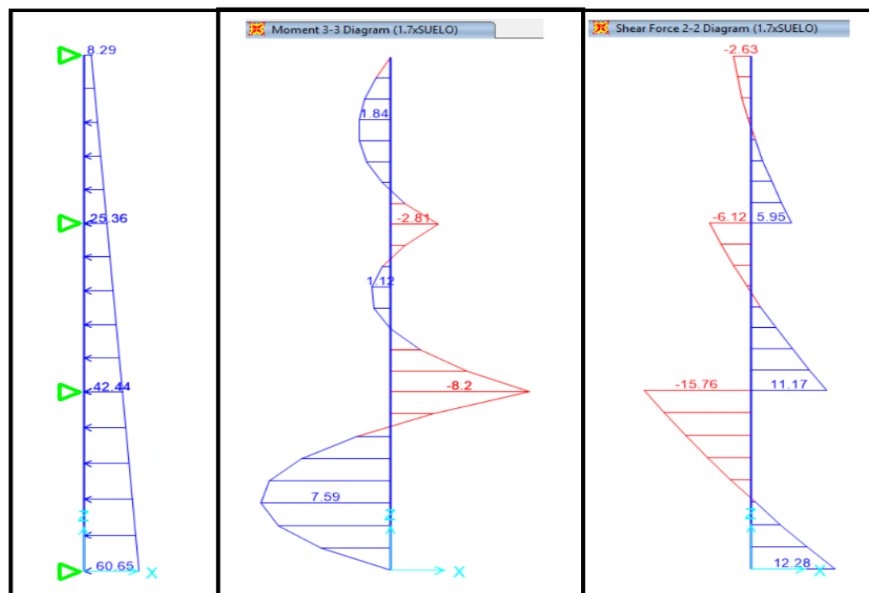 8.29
25.36
42.44
60.65
Z
X
Moment 3-3 Diagram (1.7xSUELO)
1.84
-2.81
1.12
-8.2
7.59
Z
X
Shear Force 2-2 Diagram (1.7xSUELO)
-2.63
-6.12 5.95
-15.76 11.17
Z
12.28 X